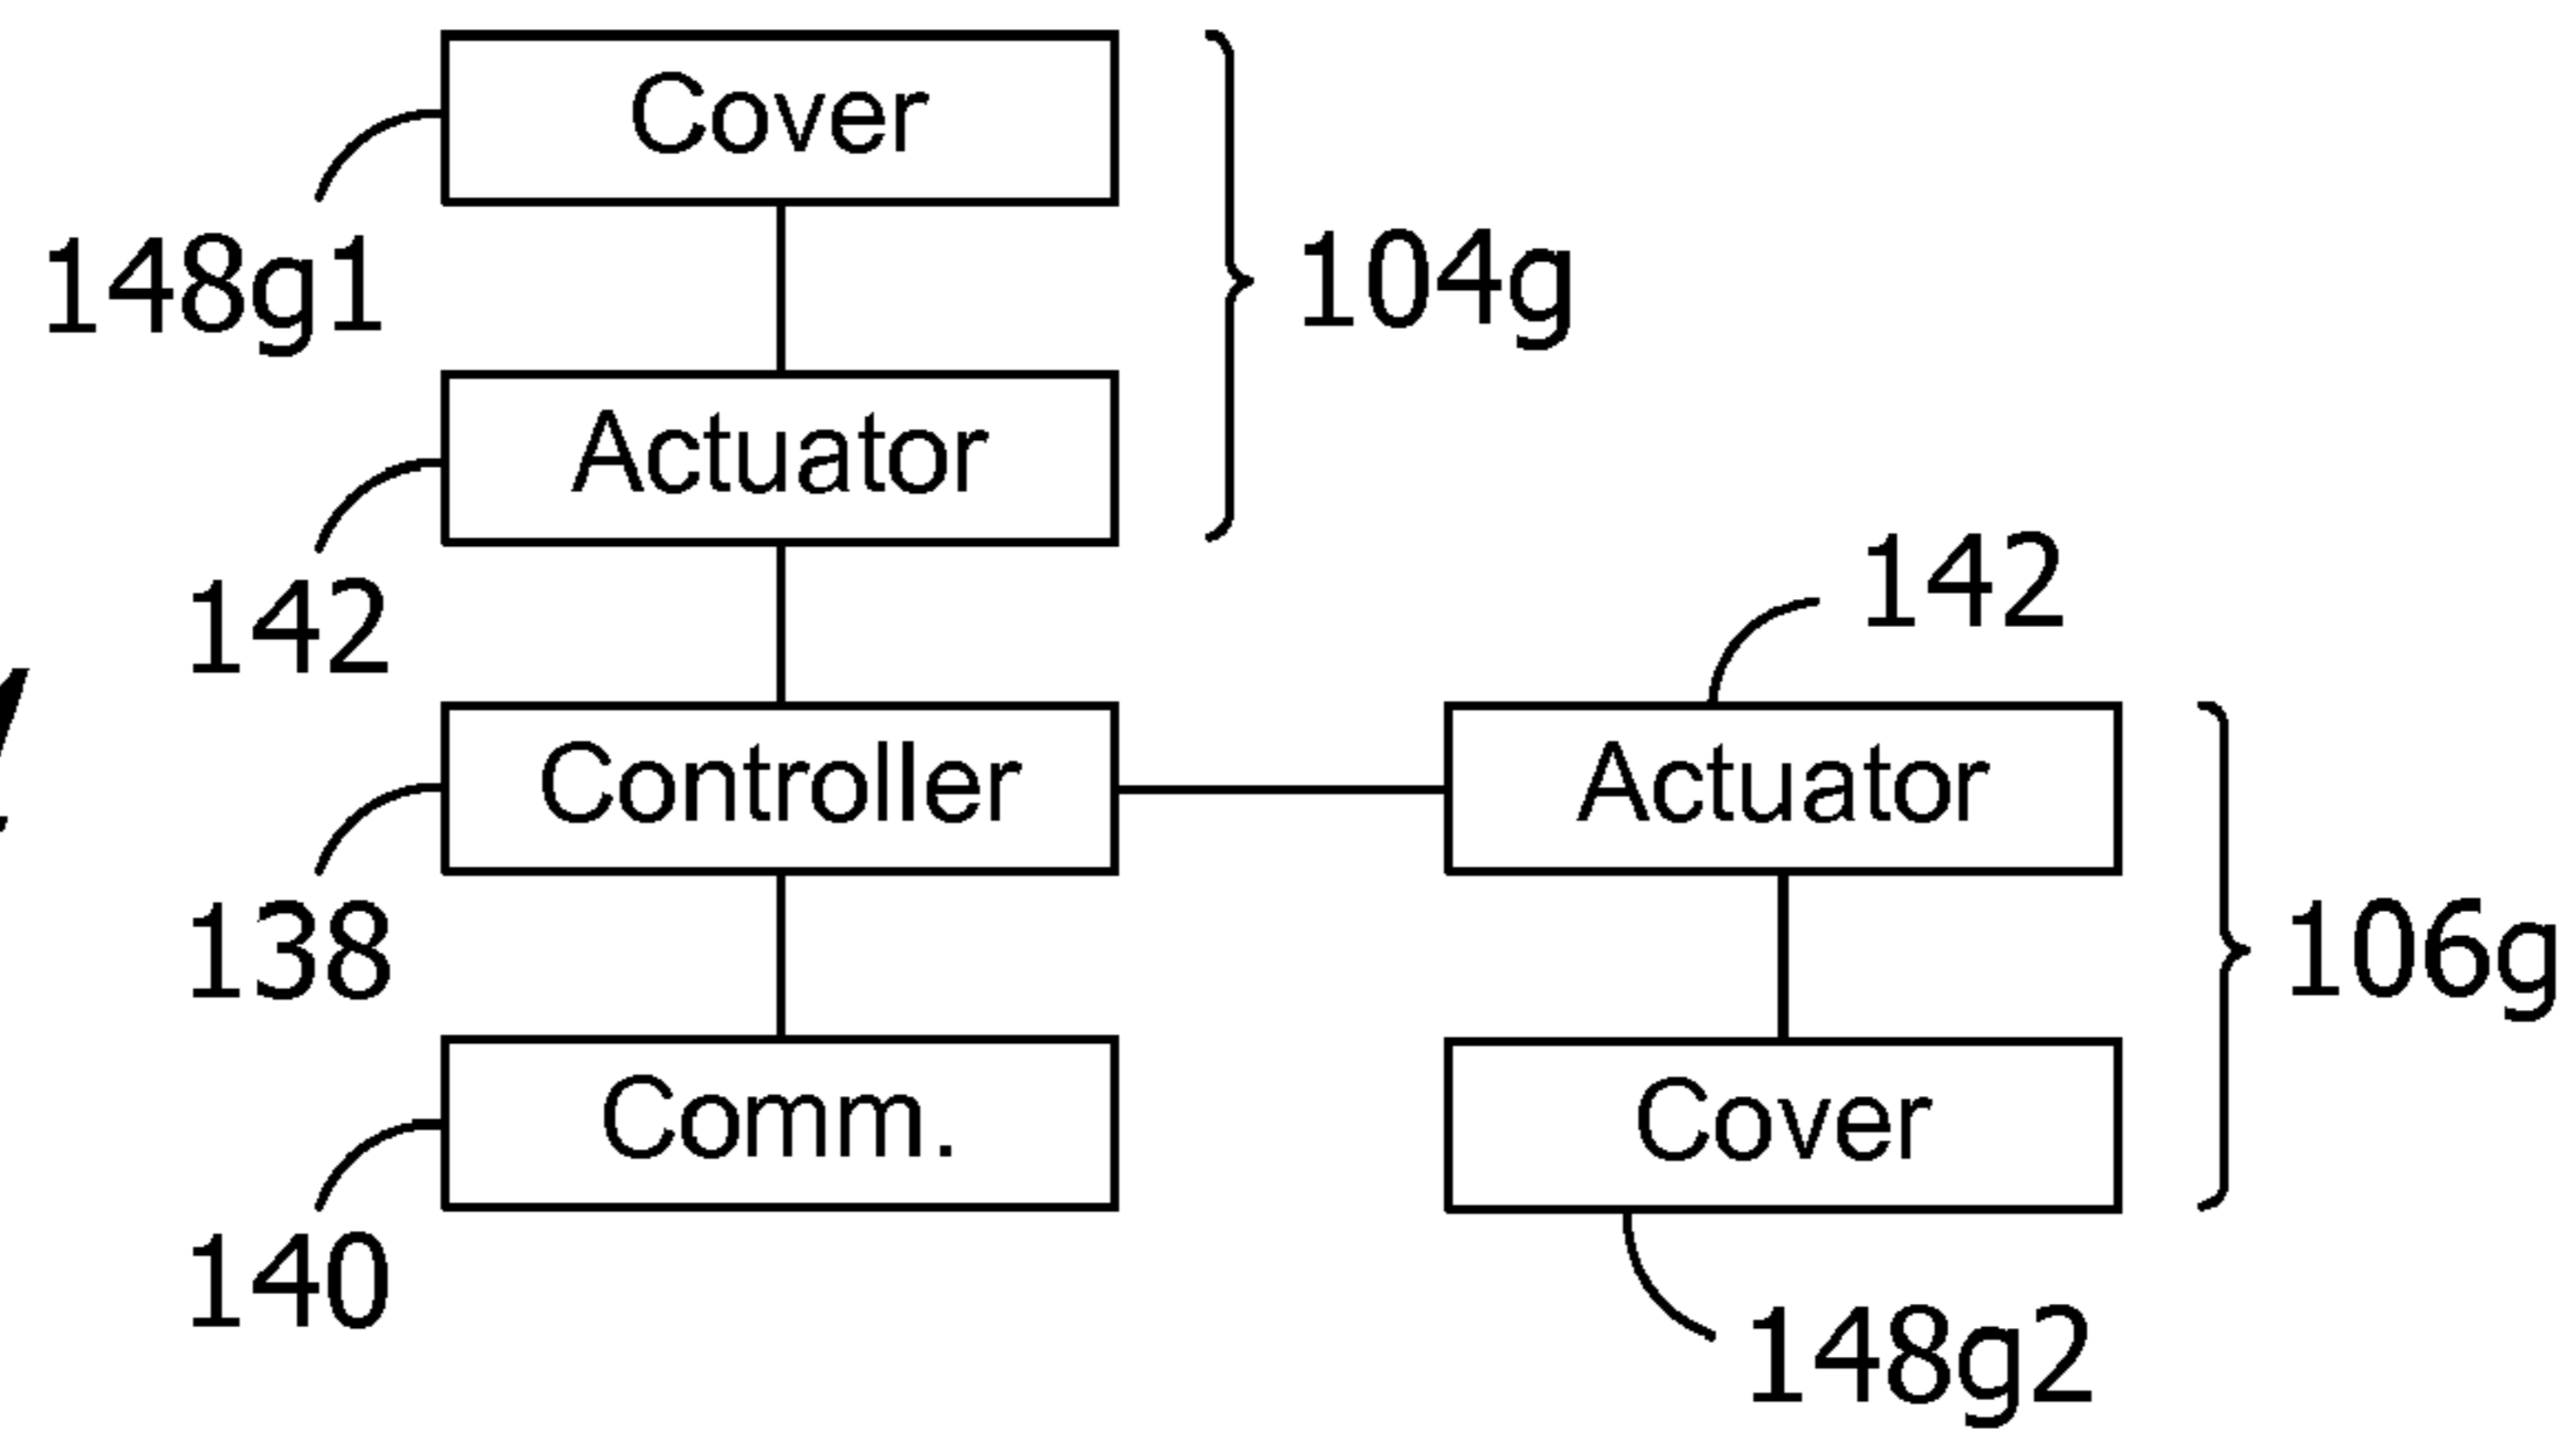 Cover
148g1
104g
Actuator
142
142
Controller
Actuator
138
106g
Comm.
Cover
140
148g2